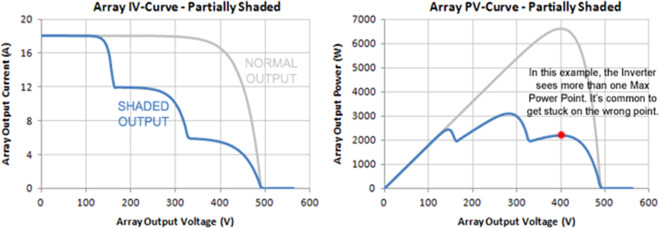 Array IV-Curve - Partially Shaded
Array Output Current (A)
20
16
12
8
4
0
NORMAL
OUTPUT
SHADED
OUTPUT
0
100
200
300
400
500
600
Array Output Voltage (V)
Array PV-Curve - Partially Shaded
Array Output Power (W)
7000
6000
5000
4000
3000
2000
1000
0
In this example, the Inverter
sees more than one Max
Power Point. It's common to
get stuck on the wrong point.
0
100
200
300
400
500
600
Array Output Voltage (V)